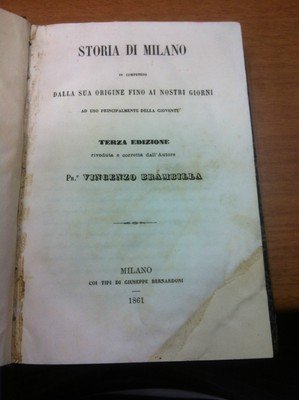 STORIA DI MILANO
IN COMPENDIO
DALLA SUA ORIGINE FINO AI NOSTRI GIORNI
AD USO PRINCIPALMENTE DELLA GIOVENTU'
TERZA EDIZIONE
riveduta e corretta dall'Autore
PR.e VINCENZO BRAMBILLA
MILANO
COI TIPI DI GIUSEPPE BERNARDONI
1861